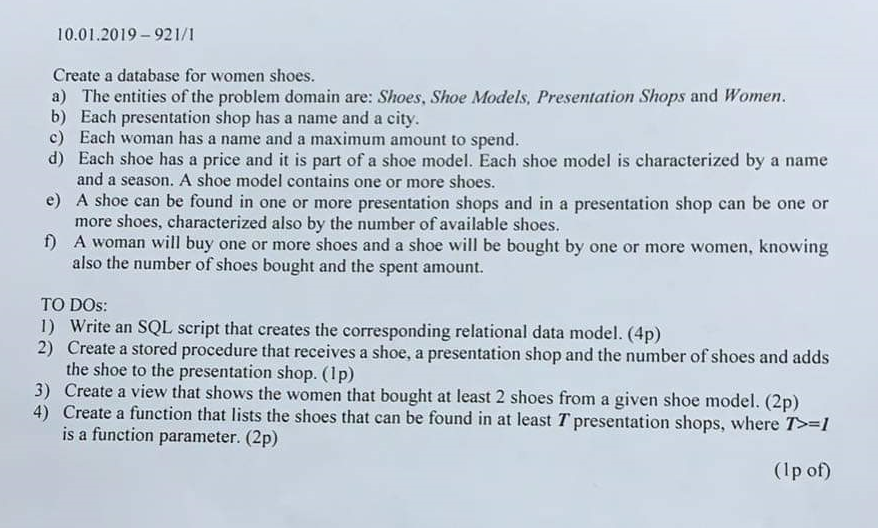 10.01.2019 – 921/1
Create a database for women shoes.
a) The entities of the problem domain are: Shoes, Shoe Models, Presentation Shops and Women.
b) Each presentation shop has a name and a city.
c) Each woman has a name and a maximum amount to spend.
d) Each shoe has a price and it is part of a shoe model. Each shoe model is characterized by a name
and a season. A shoe model contains one or more shoes.
e) A shoe can be found in one or more presentation shops and in a presentation shop can be one or
more shoes, characterized also by the number of available shoes.
f) A woman will buy one or more shoes and a shoe will be bought by one or more women, knowing
also the number of shoes bought and the spent amount.
TO DOs:
1) Write an SQL script that creates the corresponding relational data model. (4p)
2) Create a stored procedure that receives a shoe, a presentation shop and the number of shoes and adds
the shoe to the presentation shop. (1p)
3) Create a view that shows the women that bought at least 2 shoes from a given shoe model. (2p)
4) Create a function that lists the shoes that can be found in at least T presentation shops, where T>=1
is a function parameter. (2p)
(1p of)